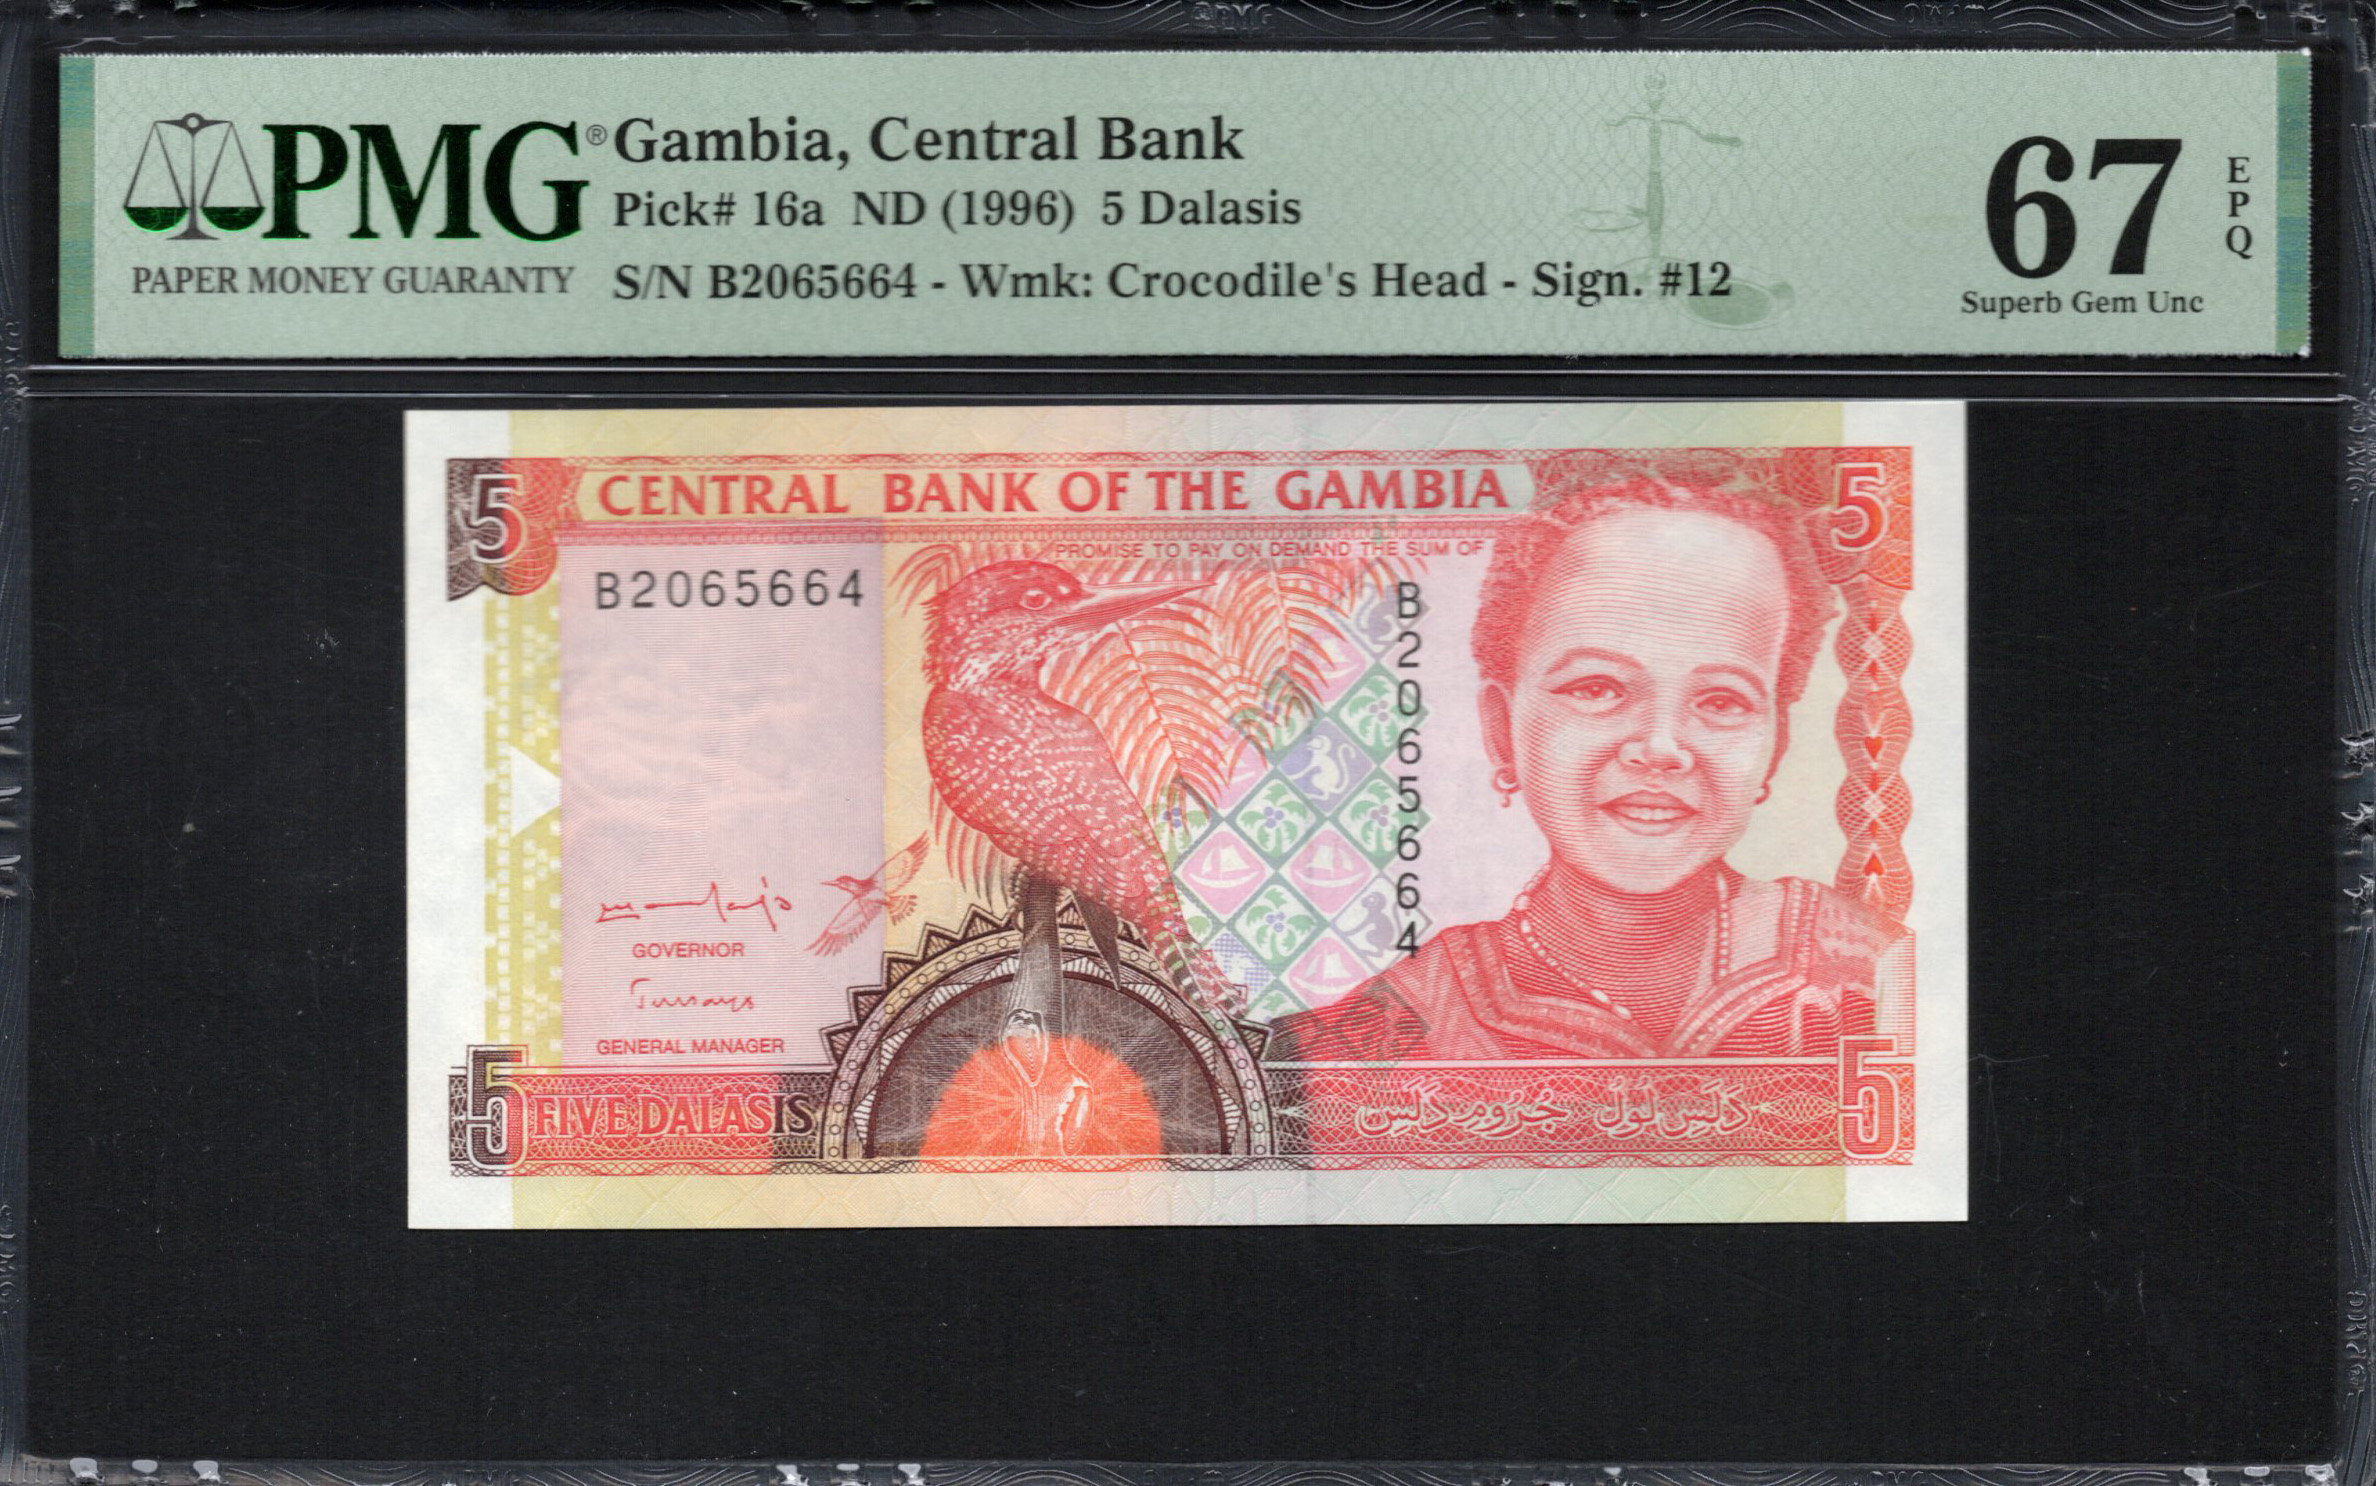 PMG®
PAPER MONEY GUARANTY
Gambia, Central Bank
Pick# 16a ND (1996) 5 Dalasis
S/N B2065664 - Wmk: Crocodile's Head - Sign. #12
67
EPQ
Superb Gem Unc
5
CENTRAL BANK OF THE GAMBIA
5
PROMISE TO PAY ON DEMAND THE SUM OF
B2065664
B2065664
GOVERNOR
GENERAL MANAGER
5
FIVE DALASIS
5